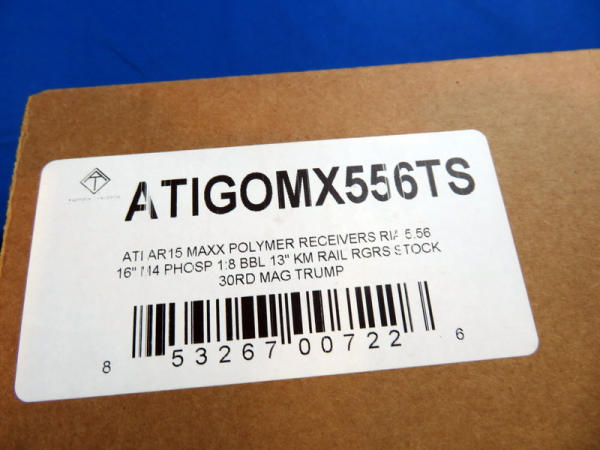 ATIGOMX556TS
ATI AR15 MAXX POLYMER RECEIVERS RIA 5.56
16" M4 PHOSP 1:8 BBL 13" KM RAIL RGRS STOCK
30RD MAG TRUMP
8 53267 00722 6